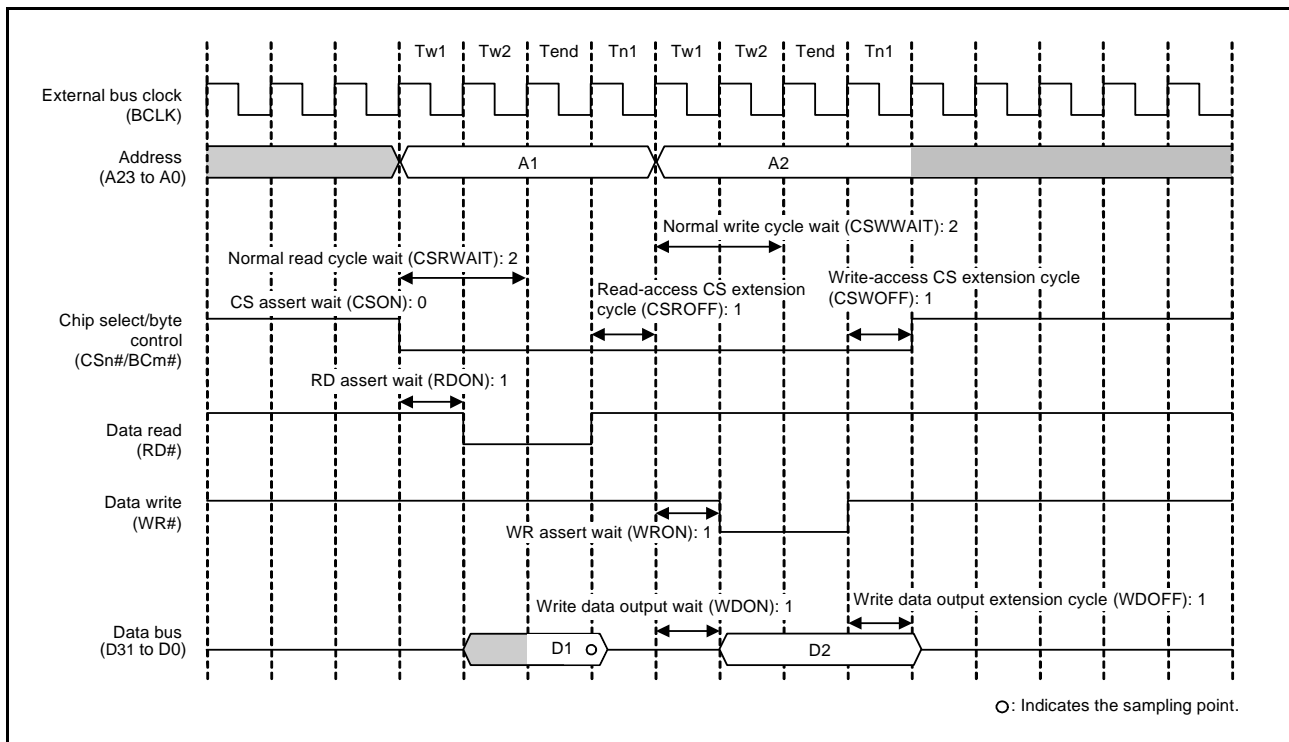 Tw1 Tw2 Tend Tn1 Tw1 Tw2 Tend Tn1
External bus clock
(BCLK)
Address
(A23 to A0)
A1
A2
Normal write cycle wait (CSWWAIT): 2
Normal read cycle wait (CSRWAIT): 2
Read-access CS extension
cycle (CSROFF): 1
Write-access CS extension cycle
(CSWOFF): 1
CS assert wait (CSON): 0
Chip select/byte
control
(CSn#/BCm#)
RD assert wait (RDON): 1
Data read
(RD#)
Data write
(WR#)
WR assert wait (WRON): 1
Write data output wait (WDON): 1
Write data output extension cycle (WDOFF): 1
Data bus
(D31 to D0)
D1
D2
: Indicates the sampling point.